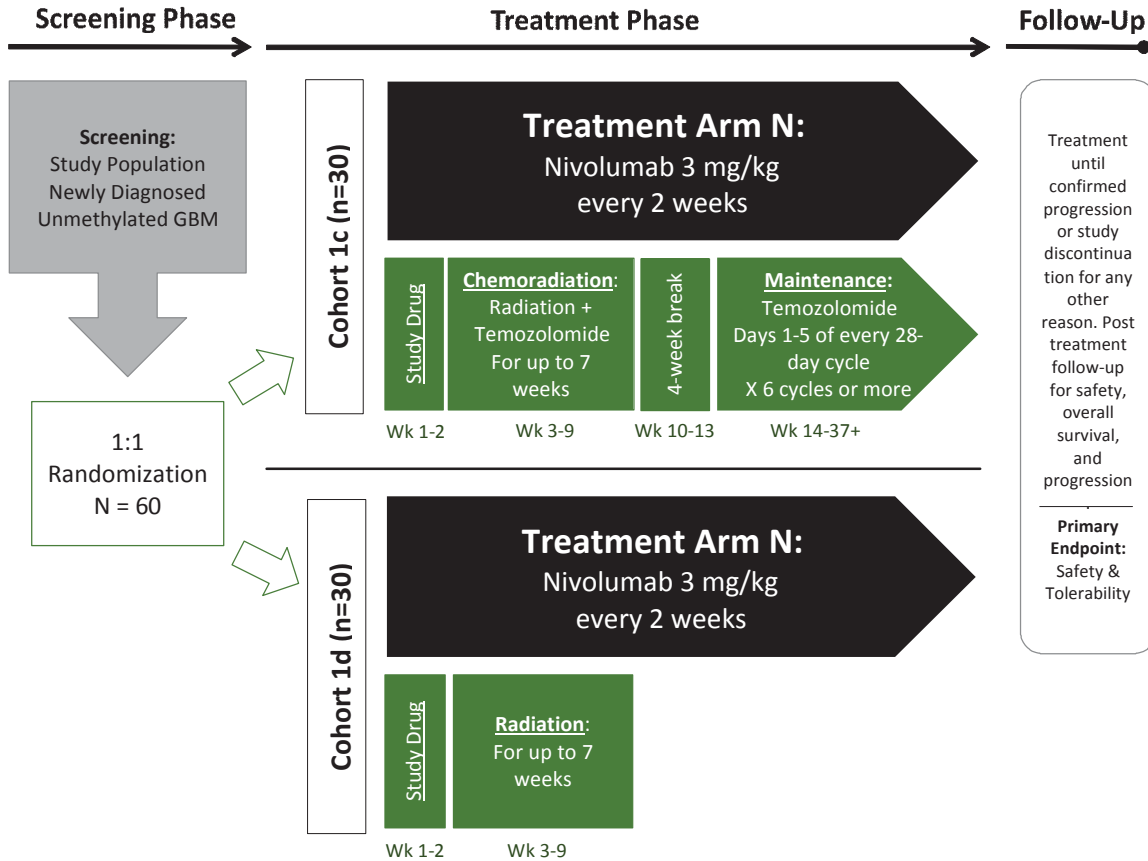 Screening Phase
Treatment Phase
Follow-Up
Screening:
Study Population
Newly Diagnosed
Unmethylated GBM
1:1
Randomization
N = 60
Cohort 1c (n=30)
Treatment Arm N:
Nivolumab 3 mg/kg
every 2 weeks
Study Drug
Chemoradiation:
Radiation +
Temozolomide
For up to 7
weeks
4-week break
Maintenance:
Temozolomide
Days 1-5 of every 28-
day cycle
X 6 cycles or more
Wk 1-2
Wk 3-9
Wk 10-13
Wk 14-37+
Cohort 1d (n=30)
Treatment Arm N:
Nivolumab 3 mg/kg
every 2 weeks
Study Drug
Radiation:
For up to 7
weeks
Wk 1-2
Wk 3-9
Treatment
until
confirmed
progression
or study
discontinua
tion for any
other
reason. Post
treatment
follow-up
for safety,
overall
survival,
and
progression
Primary
Endpoint:
Safety &
Tolerability